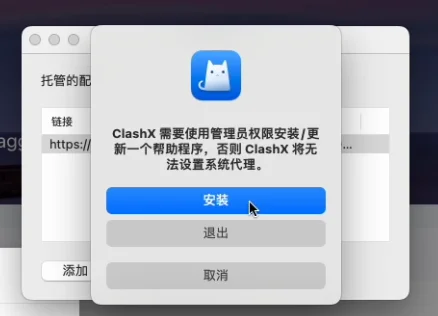 托管的配
链接
https://
...
ClashX 需要使用管理员权限安装/更
新一个帮助程序，否则 ClashX 将无
法设置系统代理。
安装
退出
添加
取消